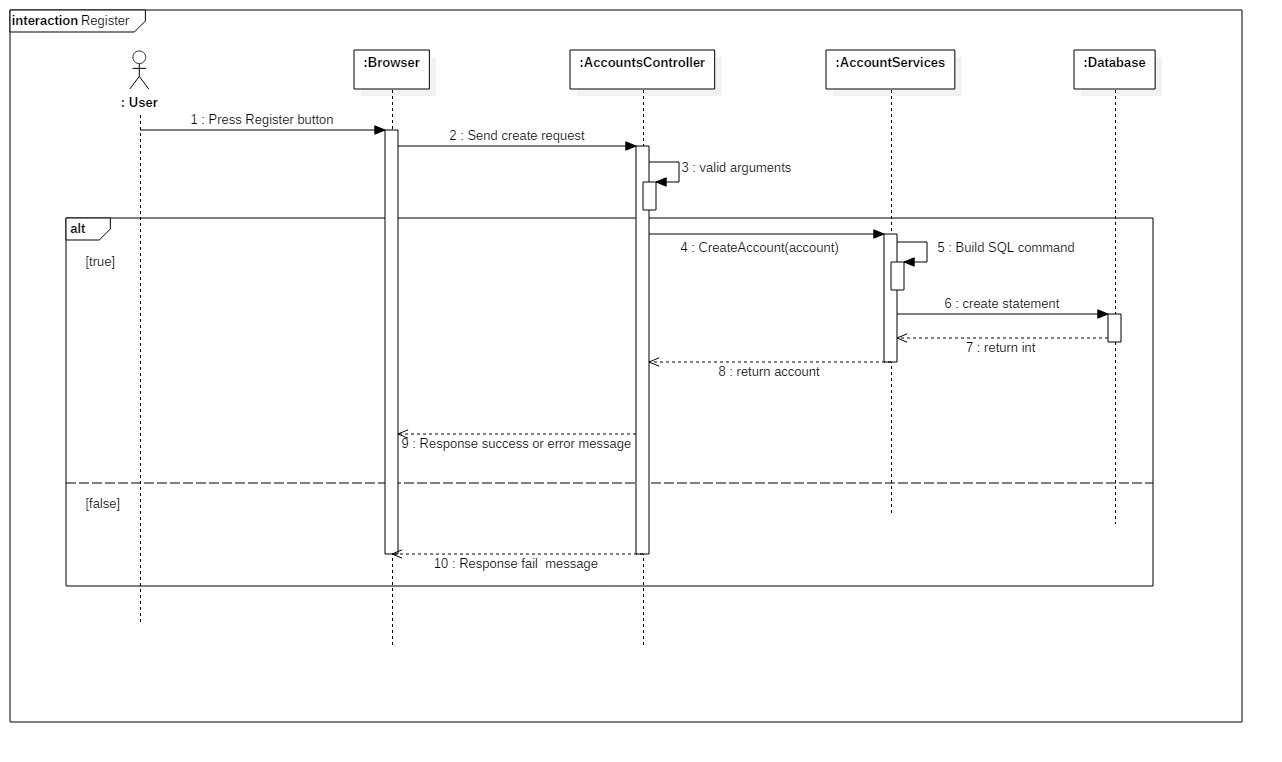 interaction Register
:Browser
:AccountsController
:AccountServices
:Database
: User
1 : Press Register button
2 : Send create request
3 : valid arguments
alt
4 : CreateAccount(account)
5 : Build SQL command
[true]
6 : create statement
7 : return int
8 : return account
9 : Response success or error message
[false]
10 : Response fail  message